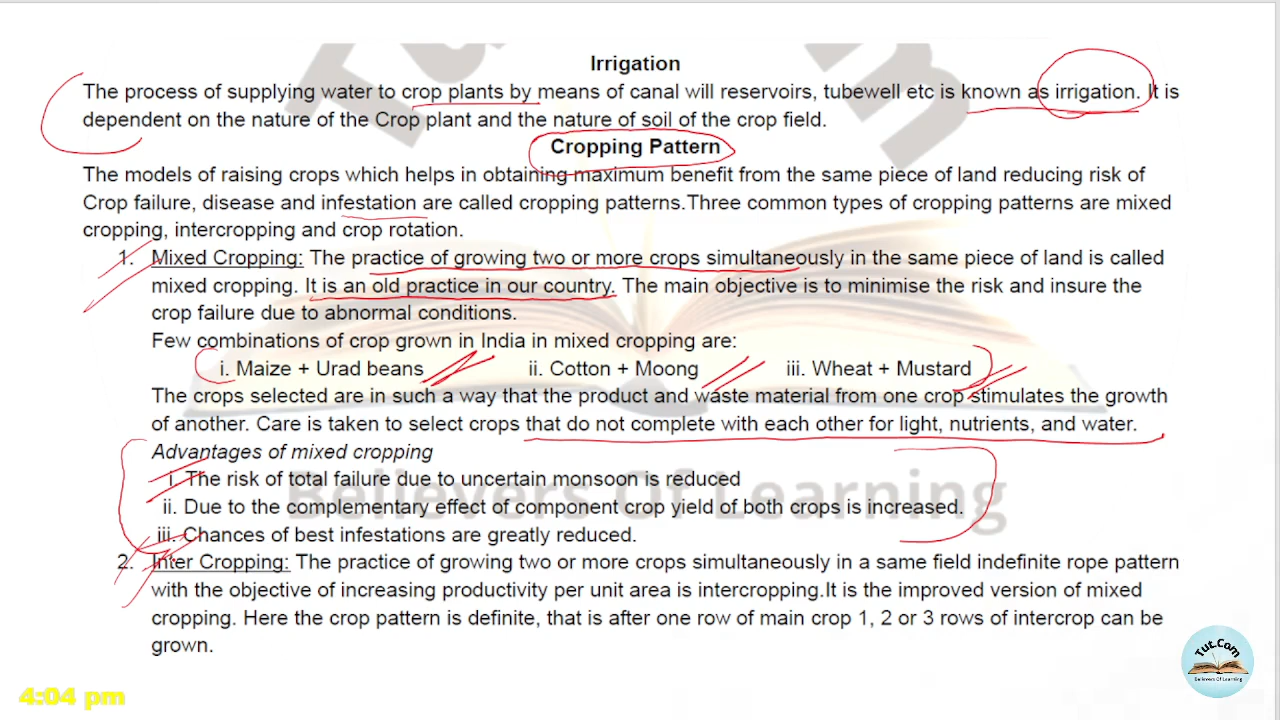 Irrigation
The process of supplying water to crop plants by means of canal will reservoirs, tubewell etc is known as irrigation. It is
dependent on the nature of the Crop plant and the nature of soil of the crop field.
Cropping Pattern
The models of raising crops which helps in obtaining maximum benefit from the same piece of land reducing risk of
Crop failure, disease and infestation are called cropping patterns.Three common types of cropping patterns are mixed
cropping, intercropping and crop rotation.
1. Mixed Cropping: The practice of growing two or more crops simultaneously in the same piece of land is called
mixed cropping. It is an old practice in our country. The main objective is to minimise the risk and insure the
crop failure due to abnormal conditions.
Few combinations of crop grown in India in mixed cropping are:
i. Maize + Urad beans ii. Cotton + Moong iii. Wheat + Mustard
The crops selected are in such a way that the product and waste material from one crop stimulates the growth
of another. Care is taken to select crops that do not complete with each other for light, nutrients, and water.
Advantages of mixed cropping
i. The risk of total failure due to uncertain monsoon is reduced
ii. Due to the complementary effect of component crop yield of both crops is increased.
iii. Chances of best infestations are greatly reduced.
2. Inter Cropping: The practice of growing two or more crops simultaneously in a same field indefinite rope pattern
with the objective of increasing productivity per unit area is intercropping.It is the improved version of mixed
cropping. Here the crop pattern is definite, that is after one row of main crop 1, 2 or 3 rows of intercrop can be
grown.
Believers Of Learning
Tut.Com
Believers Of Learning
4:04 pm